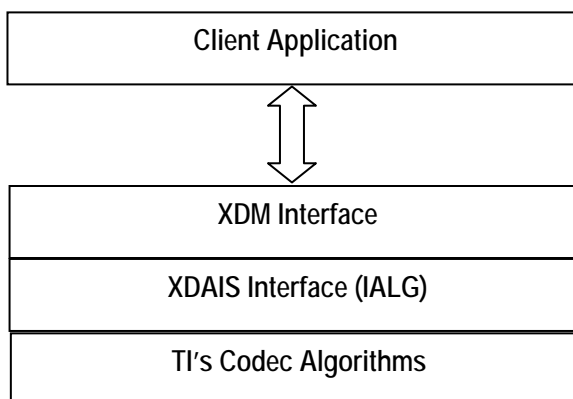 Client Application
XDM Interface
XDAIS Interface (IALG)
TI's Codec Algorithms